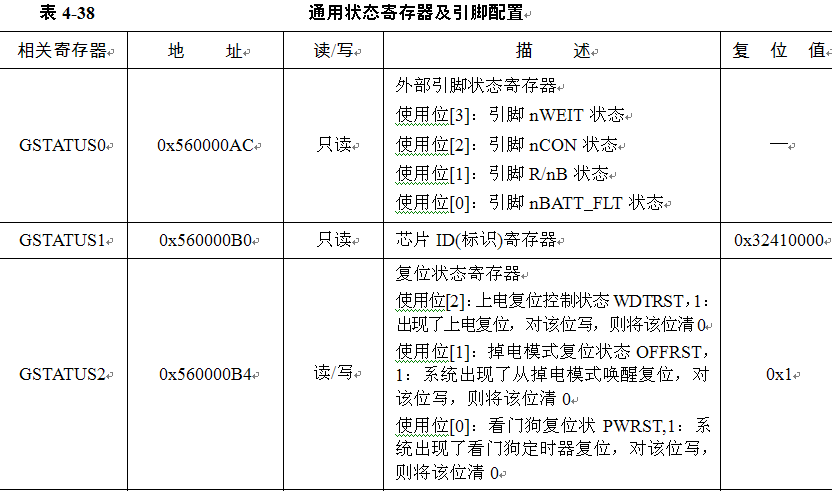 表 4-38 通用状态寄存器及引脚配置
相关寄存器 地 址 读/写 描 述 复 位 值
GSTATUS0 0x560000AC 只读 外部引脚状态寄存器
使用位[3]：引脚 nWEIT 状态
使用位[2]：引脚 nCON 状态
使用位[1]：引脚 R/nB 状态
使用位[0]：引脚 nBATT_FLT 状态
—
GSTATUS1 0x560000B0 只读 芯片 ID(标识)寄存器 0x32410000
GSTATUS2 0x560000B4 读/写 复位状态寄存器
使用位[2]：上电复位控制状态 WDTRST，1：
出现了上电复位，对该位写，则将该位清 0
使用位[1]：掉电模式复位状态 OFFRST，
1：系统出现了从掉电模式唤醒复位，对
该位写，则将该位清 0
使用位[0]：看门狗复位状 PWRST,1：系
统出现了看门狗定时器复位，对该位写，
则将该位清 0
0x1